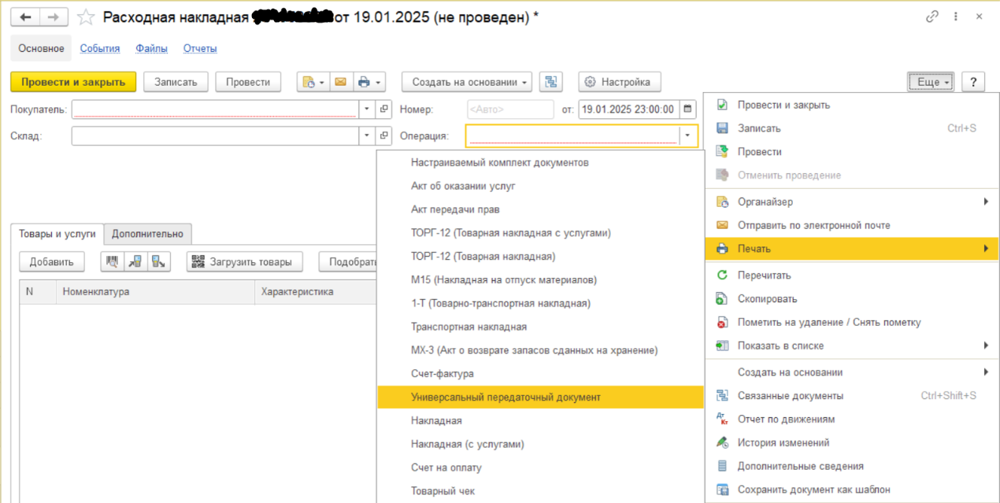 Расходная накладная от 19.01.2025 (не проведен) *
Основное События Файлы Отчеты
Провести и закрыть Записать Провести Создать на основании Настройка Еще ?
Покупатель: Номер: <Авто> от: 19.01.2025 23:00:00
Склад: Операция:
Товары и услуги Дополнительно
Добавить Загрузить товары Подобрать
N Номенклатура Характеристика
Настраиваемый комплект документов
Акт об оказании услуг
Акт передачи прав
ТОРГ-12 (Товарная накладная с услугами)
ТОРГ-12 (Товарная накладная)
М15 (Накладная на отпуск материалов)
1-Т (Товарно-транспортная накладная)
Транспортная накладная
МХ-3 (Акт о возврате запасов сданных на хранение)
Счет-фактура
Универсальный передаточный документ
Накладная
Накладная (с услугами)
Счет на оплату
Товарный чек
Провести и закрыть
Записать Ctrl+S
Провести
Отменить проведение
Органайзер
Отправить по электронной почте
Печать
Перечитать
Скопировать
Пометить на удаление / Снять пометку
Показать в списке
Создать на основании
Связанные документы Ctrl+Shift+S
Дт Кт Отчет по движениям
История изменений
Дополнительные сведения
Сохранить документ как шаблон